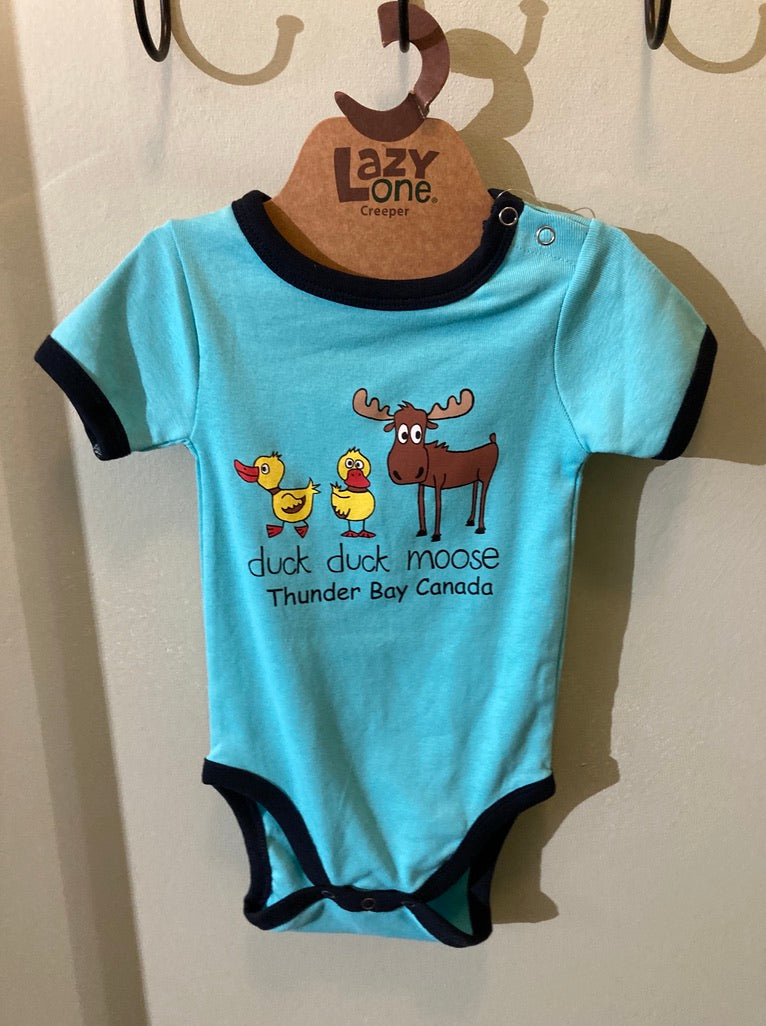 LAZY
One®
Creeper
duck duck moose
Thunder Bay Canada